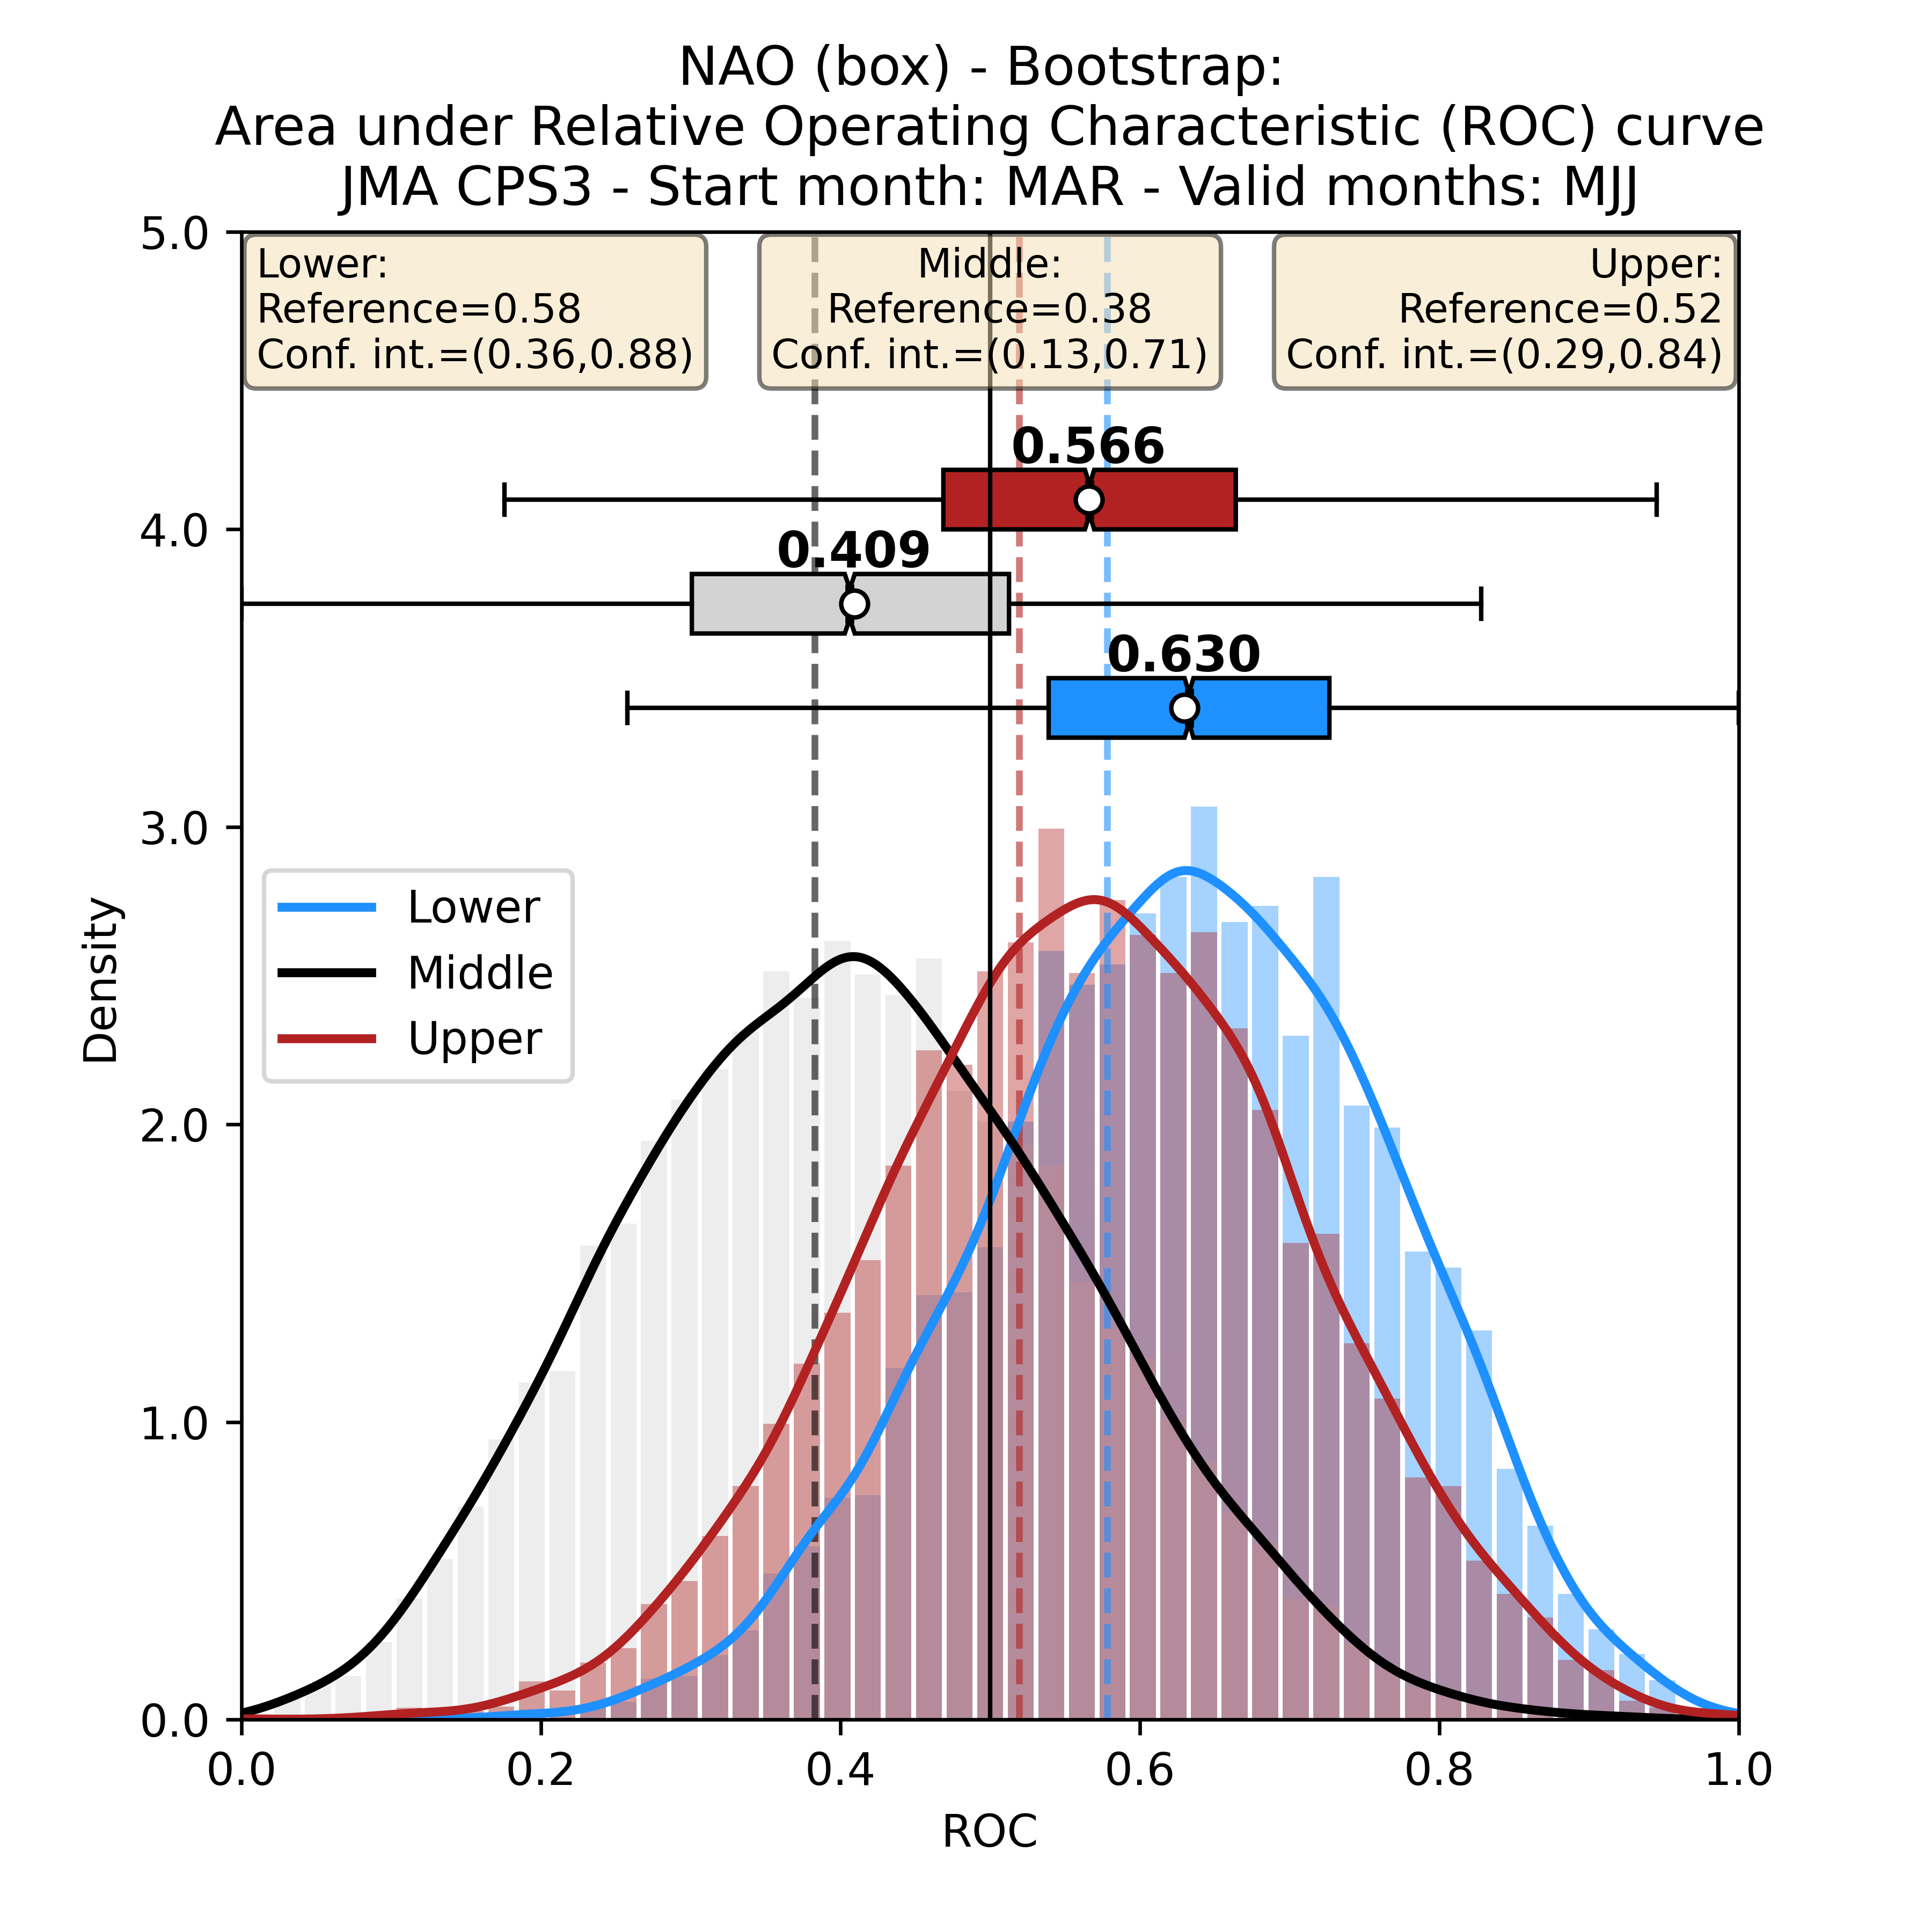 NAO (box) - Bootstrap:
Area under Relative Operating Characteristic (ROC) curve
JMA CPS3 - Start month: MAR - Valid months: MJJ
Lower:
Reference=0.58
Conf. int.=(0.36,0.88)
Middle:
Reference=0.38
Conf. int.=(0.13,0.71)
Upper:
Reference=0.52
Conf. int.=(0.29,0.84)
0.566
0.409
0.630
Lower
Middle
Upper
Density
5.0
4.0
3.0
2.0
1.0
0.0
0.0 0.2 0.4 0.6 0.8 1.0
ROC